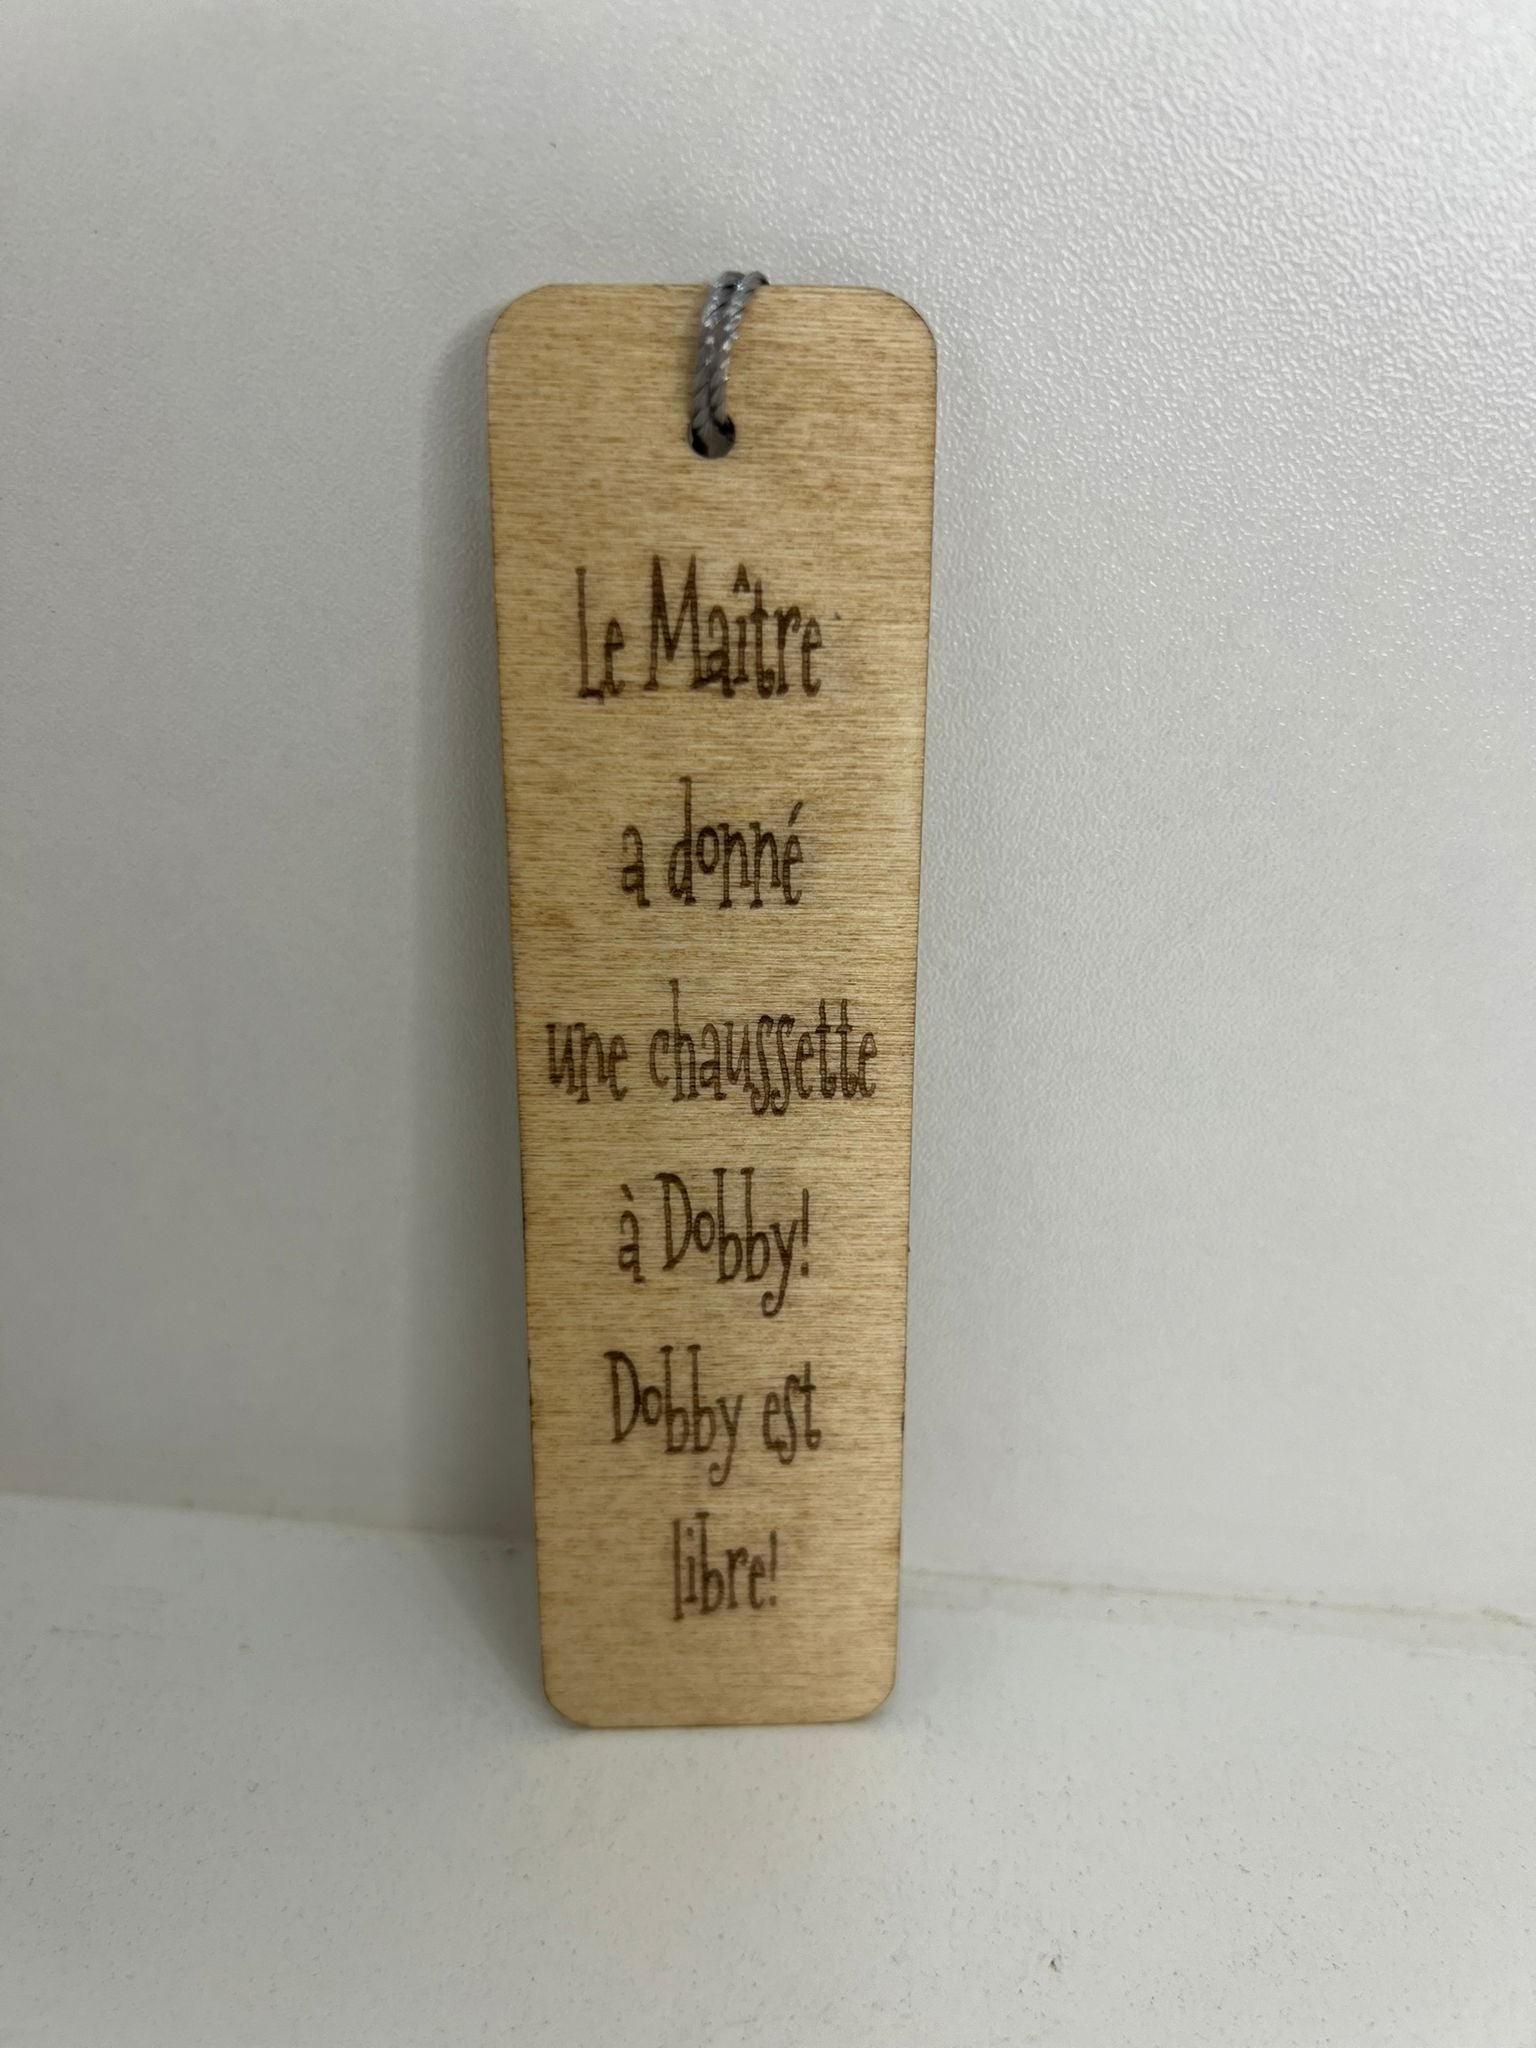 Le Maître
a donné
une chaussette
à Dobby!
Dobby est
libre!